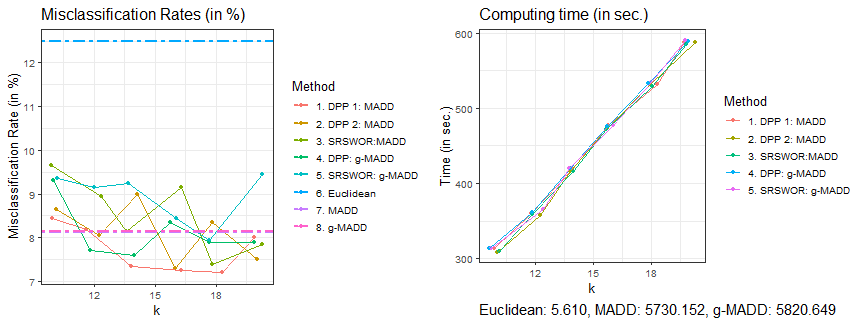 Misclassification Rates (in %)
Misclassification Rate (in %)
12
11
10
9
8
7
12
15
18
k
Method
1. DPP 1: MADD
2. DPP 2: MADD
3. SRSWOR:MADD
4. DPP: g-MADD
5. SRSWOR: g-MADD
6. Euclidean
7. MADD
8. g-MADD
Computing time (in sec.)
Time (in sec.)
600
500
400
300
12
15
18
k
Method
1. DPP 1: MADD
2. DPP 2: MADD
3. SRSWOR:MADD
4. DPP: g-MADD
5. SRSWOR: g-MADD
Euclidean: 5.610, MADD: 5730.152, g-MADD: 5820.649